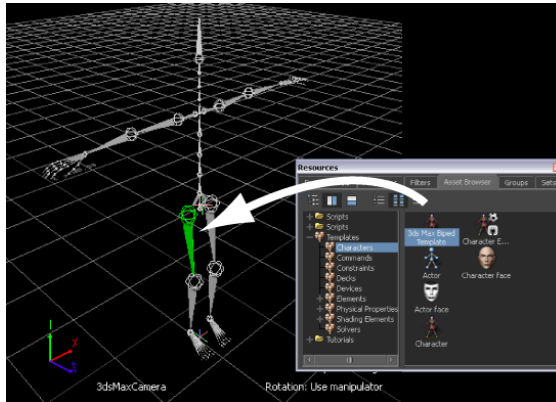 Resources
Filters
Asset Browser
Groups
Sets
Scripts
Scripts
Templates
Characters
Commands
Constraints
Decks
Devices
Elements
Physical Properties
Shading Elements
Solvers
Tutorials
3ds Max Biped
Template
Character E...
Actor
Character Face
Actor face
Character
3dsMaxCamera
Rotation: Use manipulator